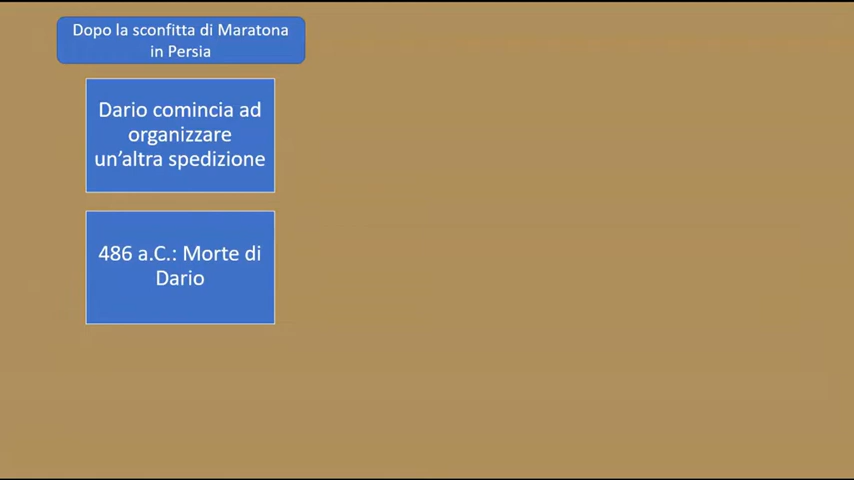 Dopo la sconfitta di Maratona
in Persia
Dario comincia ad
organizzare
un’altra spedizione
486 a.C.: Morte di
Dario